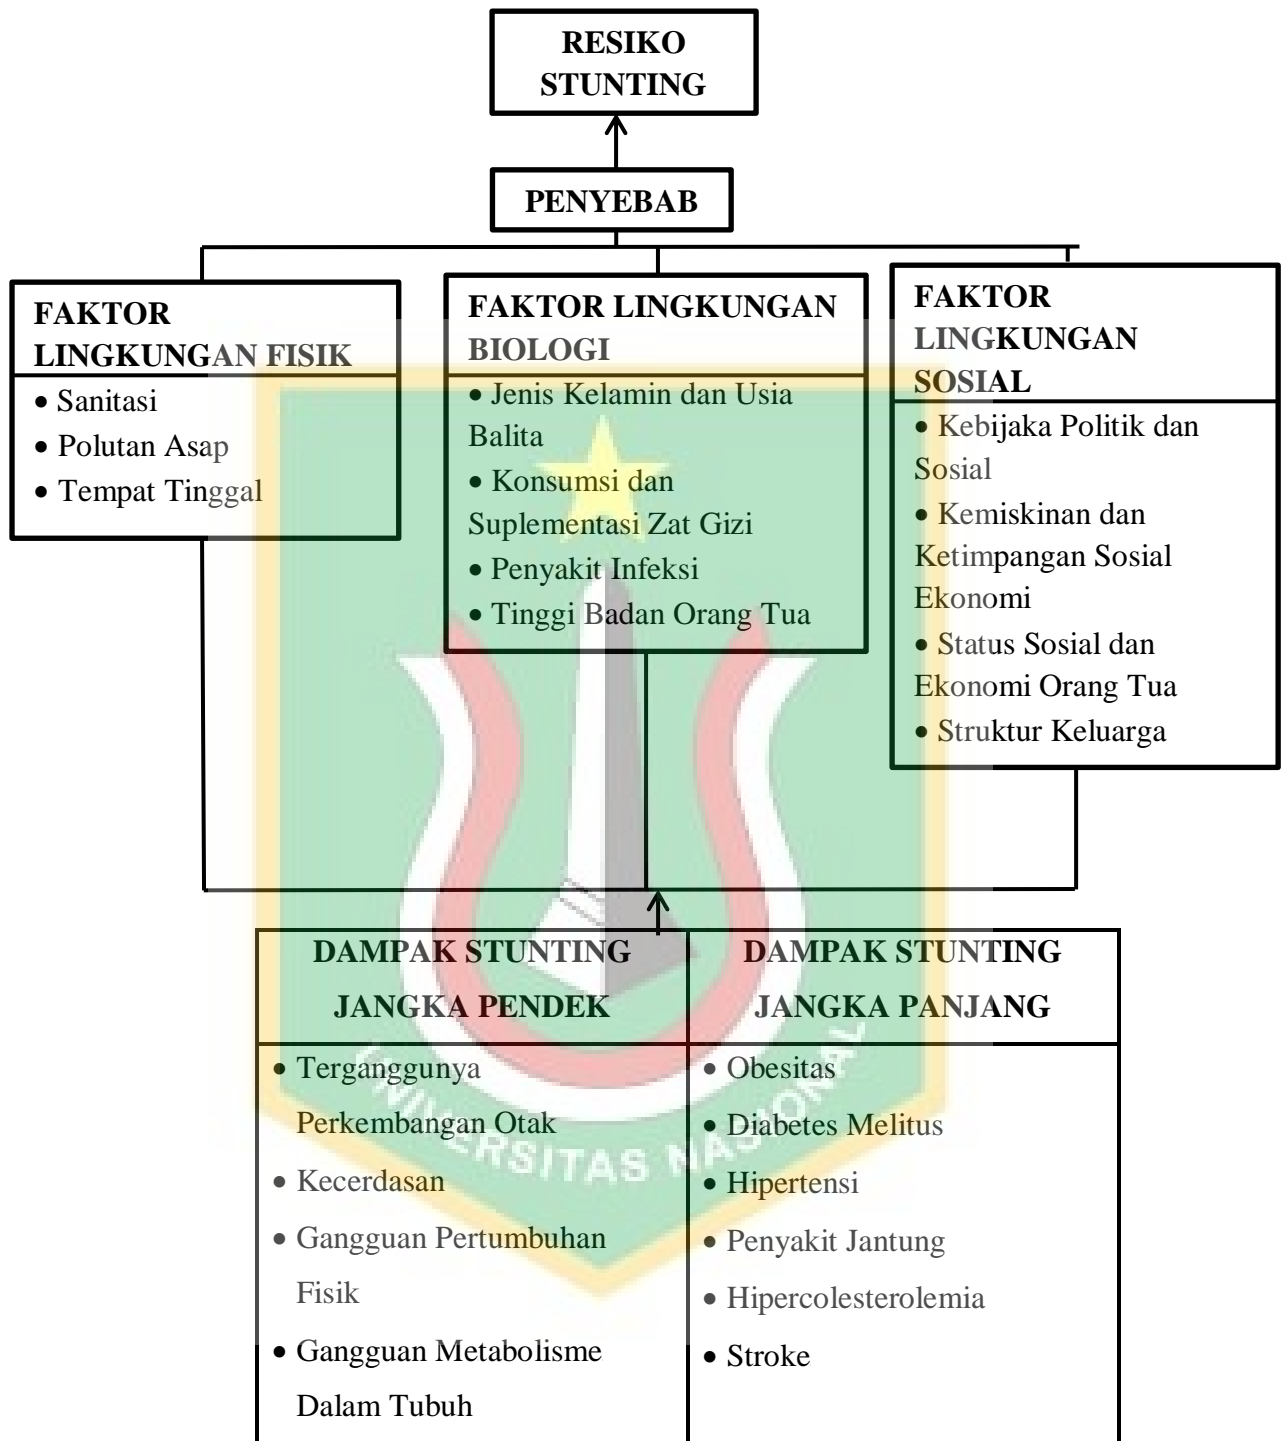 RESIKO
STUNTING
PENYEBAB
FAKTOR
LINGKUNGAN FISIK
• Sanitasi
• Polutan Asap
• Tempat Tinggal
FAKTOR LINGKUNGAN
BIOLOGI
• Jenis Kelamin dan Usia
Balita
• Konsumsi dan
Suplementasi Zat Gizi
• Penyakit Infeksi
• Tinggi Badan Orang Tua
FAKTOR
LINGKUNGAN
SOSIAL
• Kebijaka Politik dan
Sosial
• Kemiskinan dan
Ketimpangan Sosial
Ekonomi
• Status Sosial dan
Ekonomi Orang Tua
• Struktur Keluarga
DAMPAK STUNTING
JANGKA PENDEK
• Terganggunya
Perkembangan Otak
• Kecerdasan
• Gangguan Pertumbuhan
Fisik
• Gangguan Metabolisme
Dalam Tubuh
DAMPAK STUNTING
JANGKA PANJANG
• Obesitas
• Diabetes Melitus
• Hipertensi
• Penyakit Jantung
• Hipercolesterolemia
• Stroke
UNIVERSITAS NASIONAL